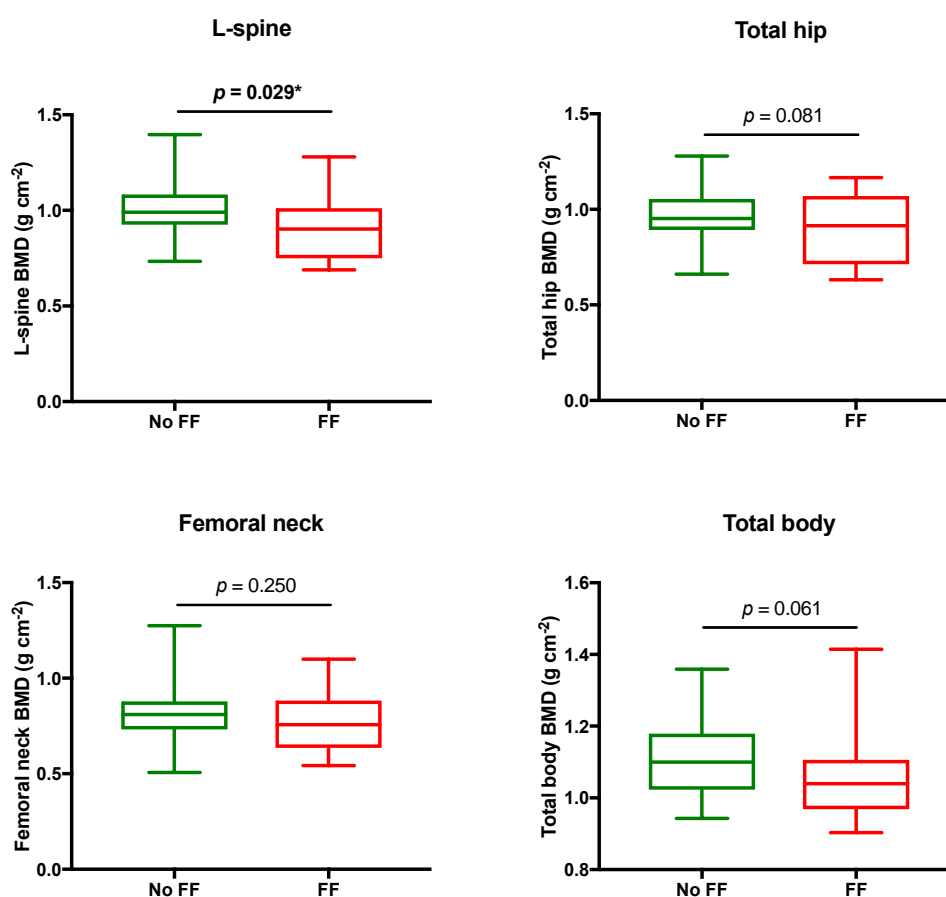 L-spine
p = 0.029*
L-spine BMD (g cm-2)
1.5
1.0
0.5
0.0
No FF
FF
Total hip
p = 0.081
Total hip BMD (g cm-2)
1.5
1.0
0.5
0.0
No FF
FF
Femoral neck
p = 0.250
Femoral neck BMD (g cm-2)
1.5
1.0
0.5
0.0
No FF
FF
Total body
p = 0.061
Total body BMD (g cm-2)
1.6
1.4
1.2
1.0
0.8
No FF
FF